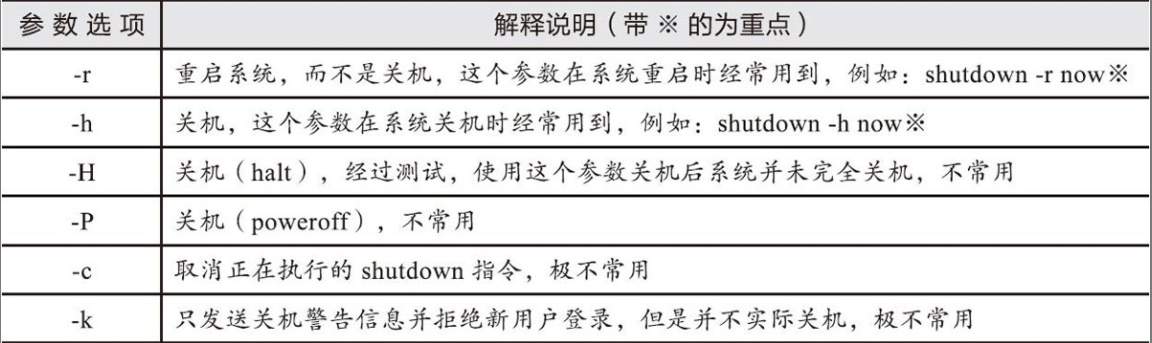 参数选项 解释说明（带 ※ 的为重点）
-r 重启系统，而不是关机，这个参数在系统重启时经常用到，例如：shutdown -r now※
-h 关机，这个参数在系统关机时经常用到，例如：shutdown -h now※
-H 关机（halt），经过测试，使用这个参数关机后系统并未完全关机，不常用
-P 关机（poweroff），不常用
-c 取消正在执行的 shutdown 指令，极不常用
-k 只发送关机警告信息并拒绝新用户登录，但是并不实际关机，极不常用